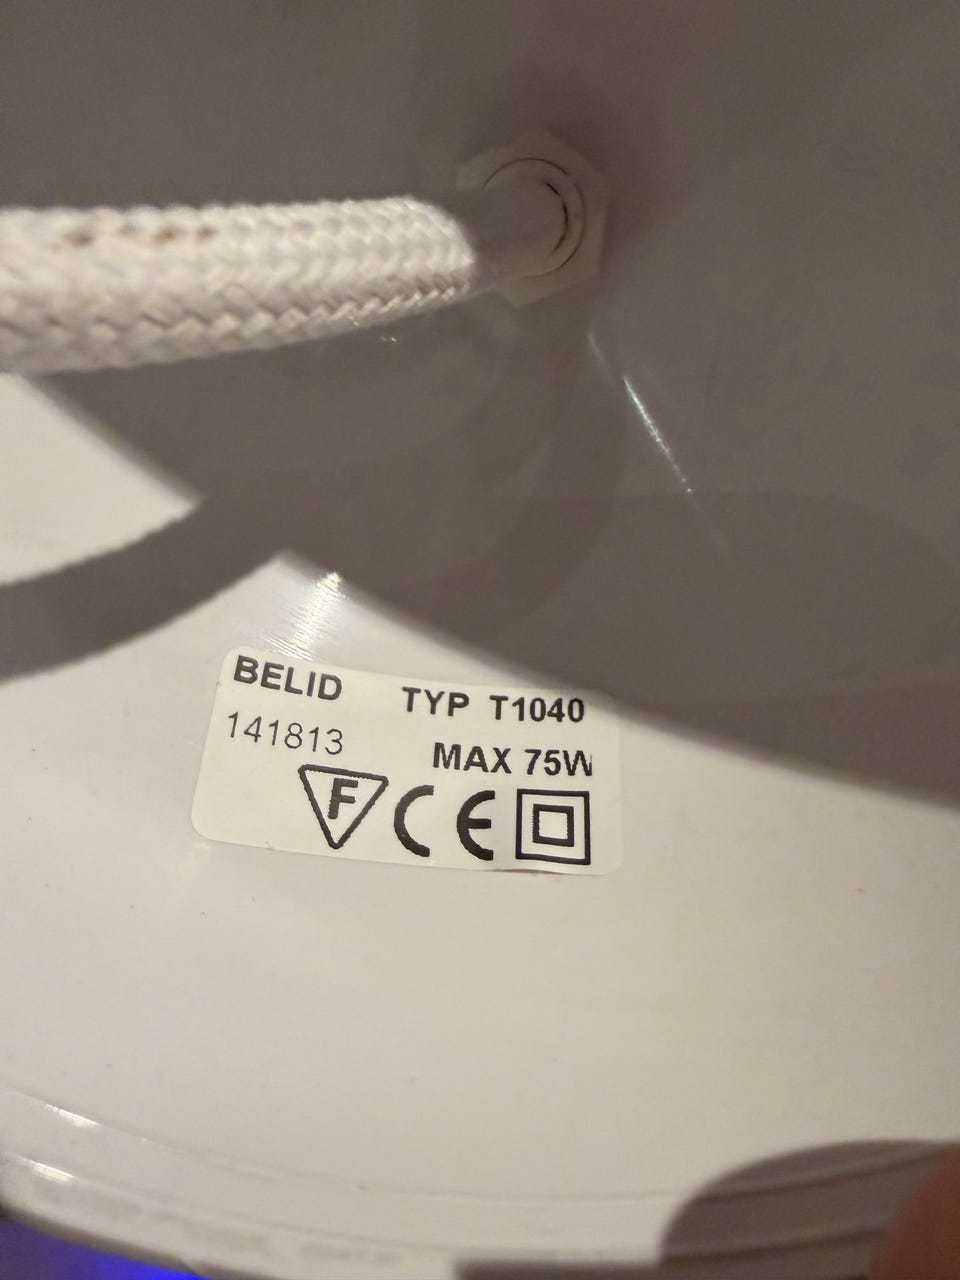 BELID TYP T1040
141813 MAX 75W
F CE